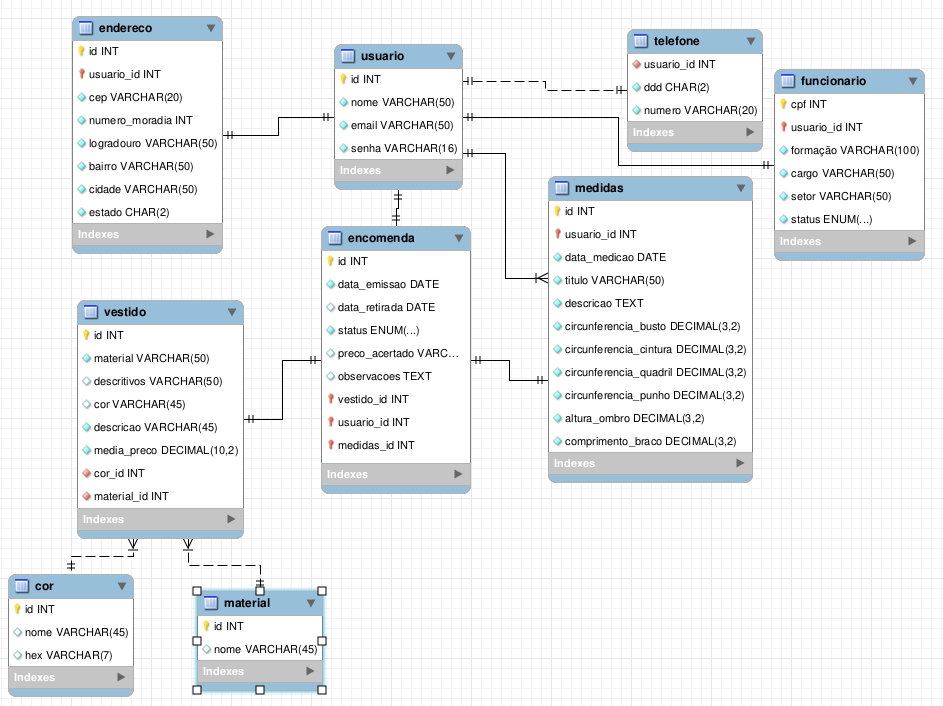 endereco
id INT
usuario_id INT
cep VARCHAR(20)
numero_moradia INT
logradouro VARCHAR(50)
bairro VARCHAR(50)
cidade VARCHAR(50)
estado CHAR(2)
Indexes
usuario
id INT
nome VARCHAR(50)
email VARCHAR(50)
senha VARCHAR(16)
Indexes
telefone
usuario_id INT
ddd CHAR(2)
numero VARCHAR(20)
Indexes
funcionario
cpf INT
usuario_id INT
formação VARCHAR(100)
cargo VARCHAR(50)
setor VARCHAR(50)
status ENUM(...)
Indexes
medidas
id INT
usuario_id INT
data_medicao DATE
titulo VARCHAR(50)
descricao TEXT
circunferencia_busto DECIMAL(3,2)
circunferencia_cintura DECIMAL(3,2)
circunferencia_quadril DECIMAL(3,2)
circunferencia_punho DECIMAL(3,2)
altura_ombro DECIMAL(3,2)
comprimento_braco DECIMAL(3,2)
Indexes
encomenda
id INT
data_emissao DATE
data_retirada DATE
status ENUM(...)
preco_acertado VARC...
observacoes TEXT
vestido_id INT
usuario_id INT
medidas_id INT
Indexes
vestido
id INT
material VARCHAR(50)
descritivos VARCHAR(50)
cor VARCHAR(45)
descricao VARCHAR(45)
media_preco DECIMAL(10,2)
cor_id INT
material_id INT
Indexes
cor
id INT
nome VARCHAR(45)
hex VARCHAR(7)
Indexes
material
id INT
nome VARCHAR(45)
Indexes